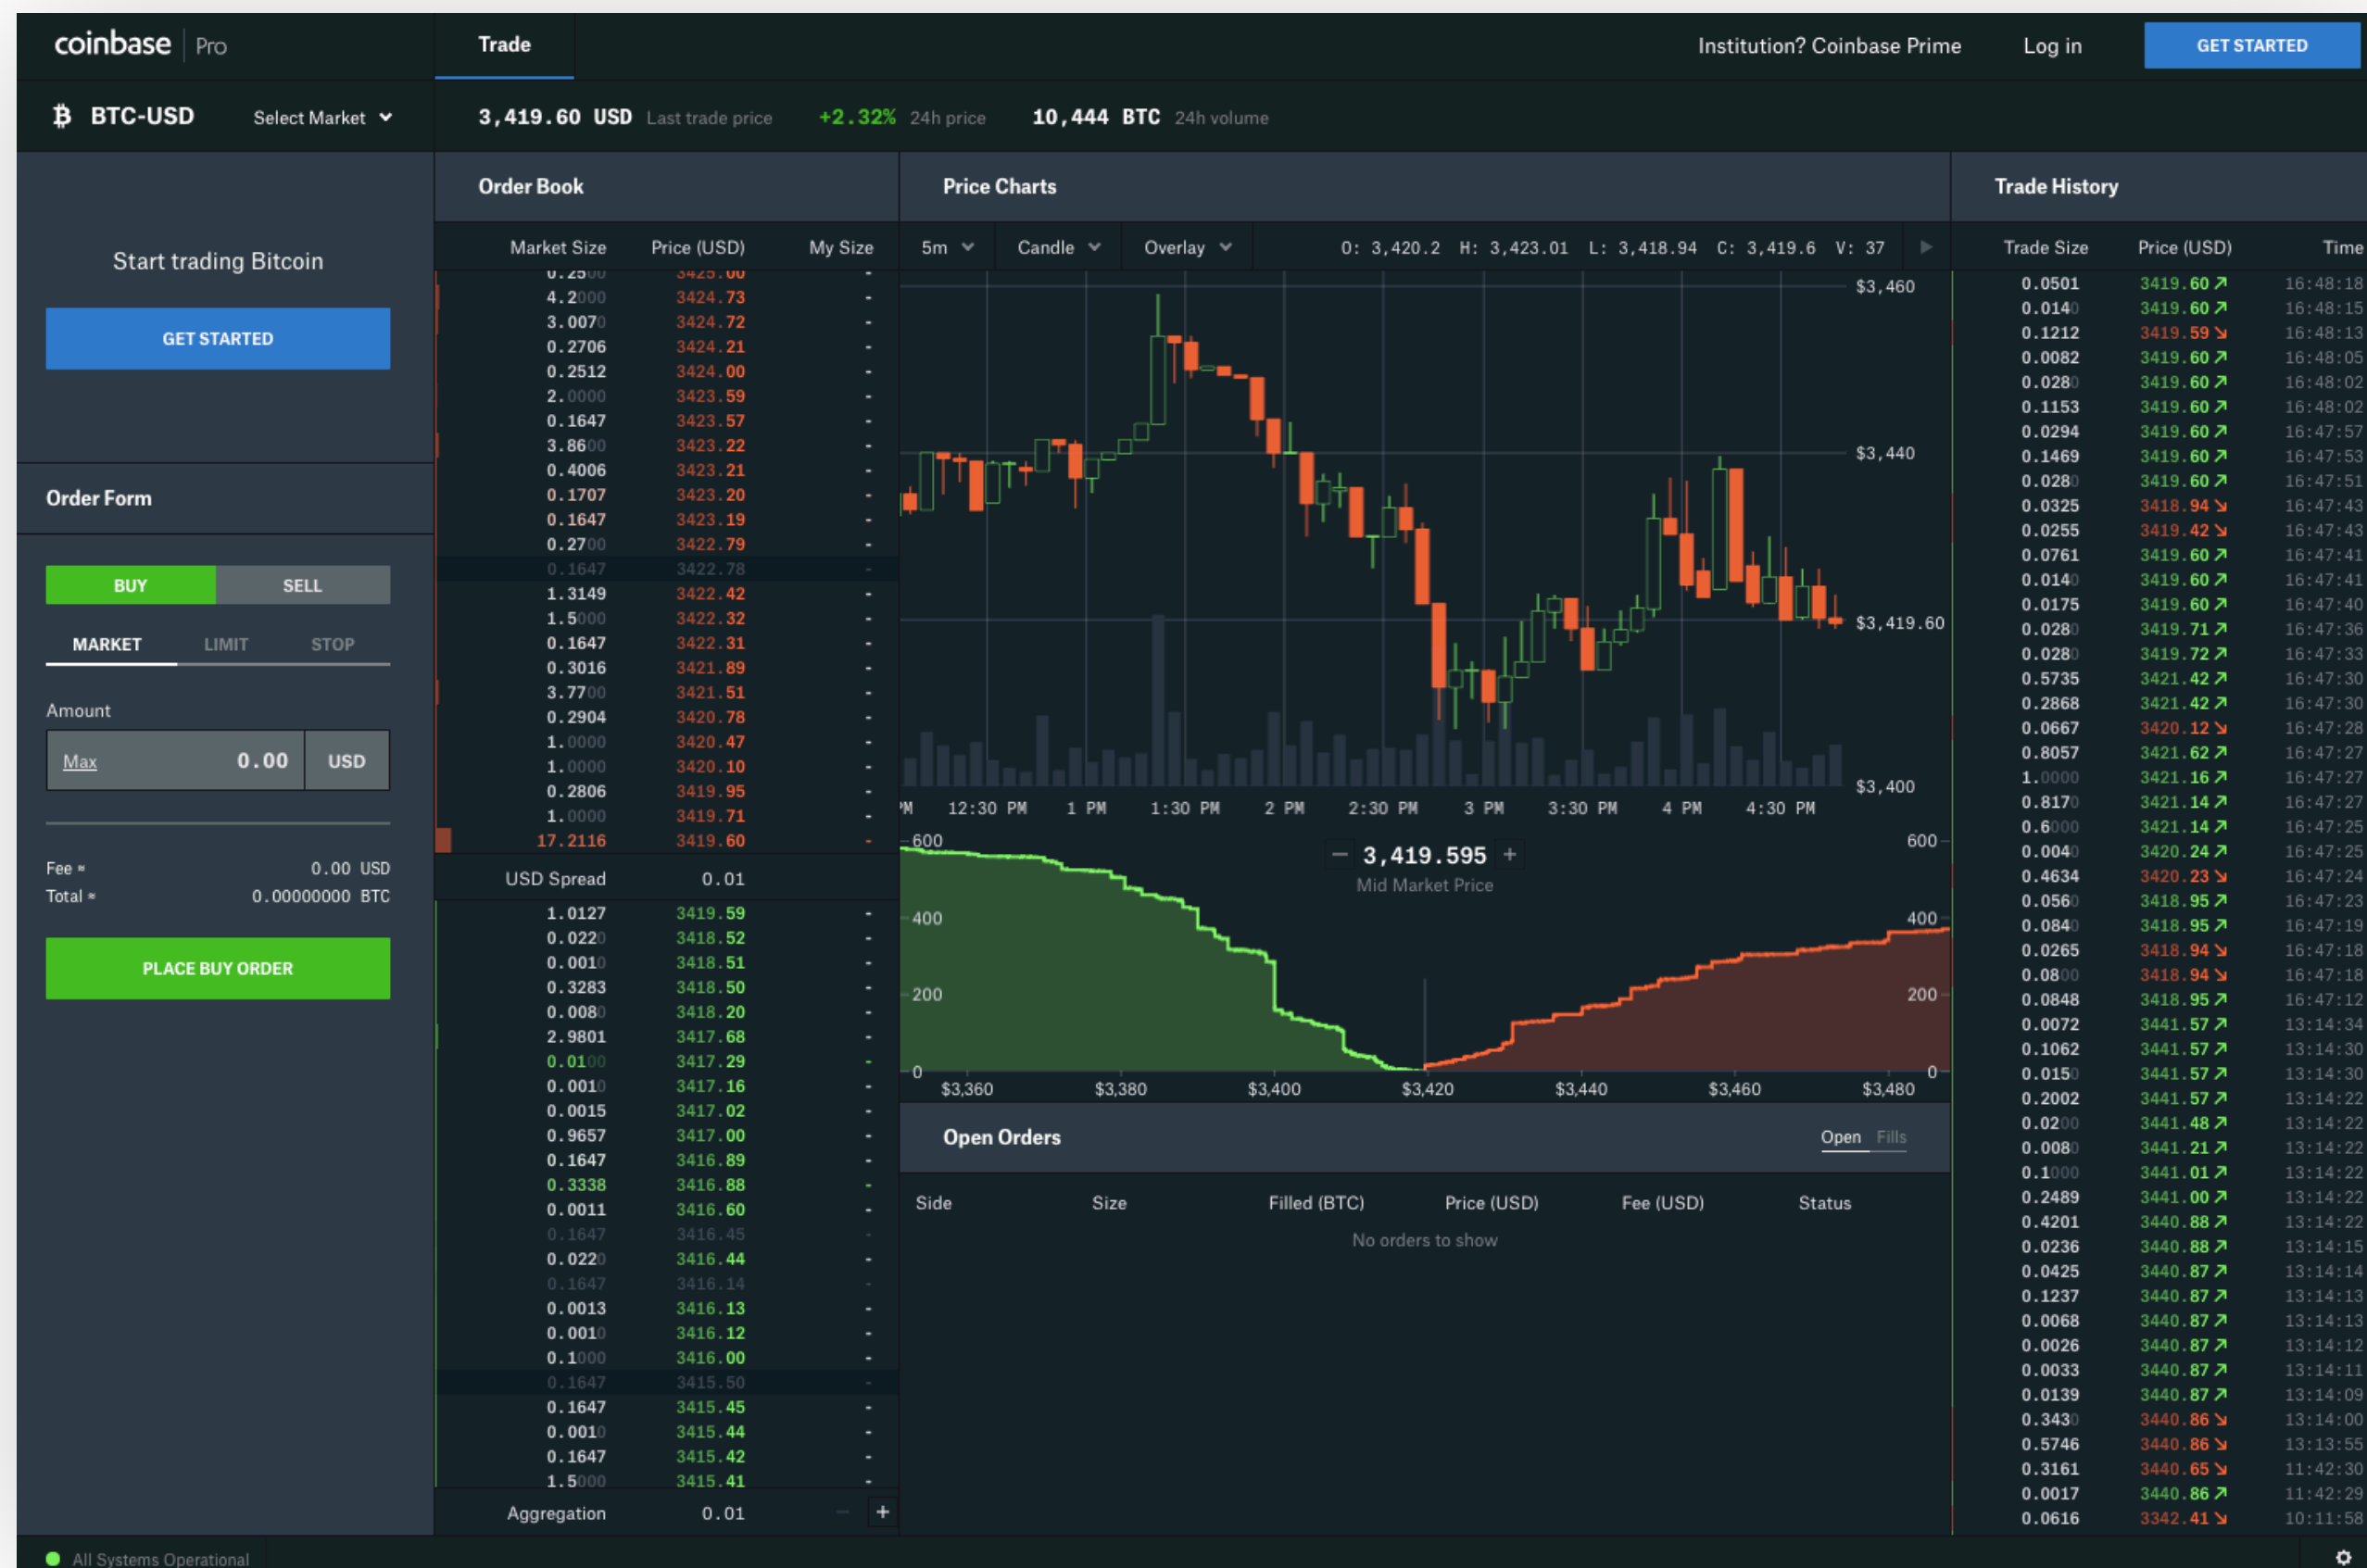 coinbase Pro
Trade
Institution? Coinbase Prime
Log in
GET STARTED
BTC-USD
Select Market
3,419.60 USD Last trade price
+2.32% 24h price
10,444 BTC 24h volume
Start trading Bitcoin
GET STARTED
Order Form
BUY SELL
MARKET LIMIT STOP
Amount
Max 0.00 USD
Fee ≈ 0.00 USD
Total ≈ 0.00000000 BTC
PLACE BUY ORDER
Order Book
Market Size Price (USD) My Size
0.2500 3425.00 -
4.2000 3424.73 -
3.0070 3424.72 -
0.2706 3424.21 -
0.2512 3424.00 -
2.0000 3423.59 -
0.1647 3423.57 -
3.8600 3423.22 -
0.4006 3423.21 -
0.1707 3423.20 -
0.1647 3423.19 -
0.2700 3422.79 -
0.1647 3422.78 -
1.3149 3422.42 -
1.5000 3422.32 -
0.1647 3422.31 -
0.3016 3421.89 -
3.7700 3421.51 -
0.2904 3420.78 -
1.0000 3420.47 -
1.0000 3420.10 -
0.2806 3419.95 -
1.0000 3419.71 -
17.2116 3419.60 -
USD Spread 0.01
1.0127 3419.59 -
0.0220 3418.52 -
0.0010 3418.51 -
0.3283 3418.50 -
0.0080 3418.20 -
2.9801 3417.68 -
0.0100 3417.29 -
0.0010 3417.16 -
0.0015 3417.02 -
0.9657 3417.00 -
0.1647 3416.89 -
0.3338 3416.88 -
0.0011 3416.60 -
0.1647 3416.45 -
0.0220 3416.44 -
0.1647 3416.14 -
0.0013 3416.13 -
0.0010 3416.12 -
0.1000 3416.00 -
0.1647 3415.50 -
0.1647 3415.45 -
0.0010 3415.44 -
0.1647 3415.42 -
1.5000 3415.41 -
Aggregation 0.01 − +
Price Charts
5m Candle Overlay O: 3,420.2 H: 3,423.01 L: 3,418.94 C: 3,419.6 V: 37
$3,460
$3,440
$3,419.60
$3,400
PM 12:30 PM 1 PM 1:30 PM 2 PM 2:30 PM 3 PM 3:30 PM 4 PM 4:30 PM
− 3,419.595 +
Mid Market Price
600 600
400 400
200 200
0 0
$3,360 $3,380 $3,400 $3,420 $3,440 $3,460 $3,480
Open Orders
Open Fills
Side Size Filled (BTC) Price (USD) Fee (USD) Status
No orders to show
Trade History
Trade Size Price (USD) Time
0.0501 3419.60↗ 16:48:18
0.0140 3419.60↗ 16:48:15
0.1212 3419.59↘ 16:48:13
0.0082 3419.60↗ 16:48:05
0.0280 3419.60↗ 16:48:02
0.1153 3419.60↗ 16:48:02
0.0294 3419.60↗ 16:47:57
0.1469 3419.60↗ 16:47:53
0.0280 3419.60↗ 16:47:51
0.0325 3418.94↘ 16:47:43
0.0255 3419.42↘ 16:47:43
0.0761 3419.60↗ 16:47:41
0.0140 3419.60↗ 16:47:41
0.0175 3419.60↗ 16:47:40
0.0280 3419.71↗ 16:47:36
0.0280 3419.72↗ 16:47:33
0.5735 3421.42↗ 16:47:30
0.2868 3421.42↗ 16:47:30
0.0667 3420.12↘ 16:47:28
0.8057 3421.62↗ 16:47:27
1.0000 3421.16↗ 16:47:27
0.8170 3421.14↗ 16:47:27
0.6000 3421.14↗ 16:47:25
0.0040 3420.24↗ 16:47:25
0.4634 3420.23↘ 16:47:24
0.0560 3418.95↗ 16:47:23
0.0840 3418.95↗ 16:47:19
0.0265 3418.94↘ 16:47:18
0.0800 3418.94↘ 16:47:18
0.0848 3418.95↗ 16:47:12
0.0072 3441.57↗ 13:14:34
0.1062 3441.57↗ 13:14:30
0.0150 3441.57↗ 13:14:30
0.2002 3441.57↗ 13:14:22
0.0200 3441.48↗ 13:14:22
0.0080 3441.21↗ 13:14:22
0.1000 3441.01↗ 13:14:22
0.2489 3441.00↗ 13:14:22
0.4201 3440.88↗ 13:14:22
0.0236 3440.88↗ 13:14:15
0.0425 3440.87↗ 13:14:14
0.1237 3440.87↗ 13:14:13
0.0068 3440.87↗ 13:14:13
0.0026 3440.87↗ 13:14:12
0.0033 3440.87↗ 13:14:11
0.0139 3440.87↗ 13:14:09
0.3430 3440.86↘ 13:14:00
0.5746 3440.86↘ 13:13:55
0.3161 3440.65↘ 11:42:30
0.0017 3440.86↗ 11:42:29
0.0616 3342.41↘ 10:11:58
All Systems Operational